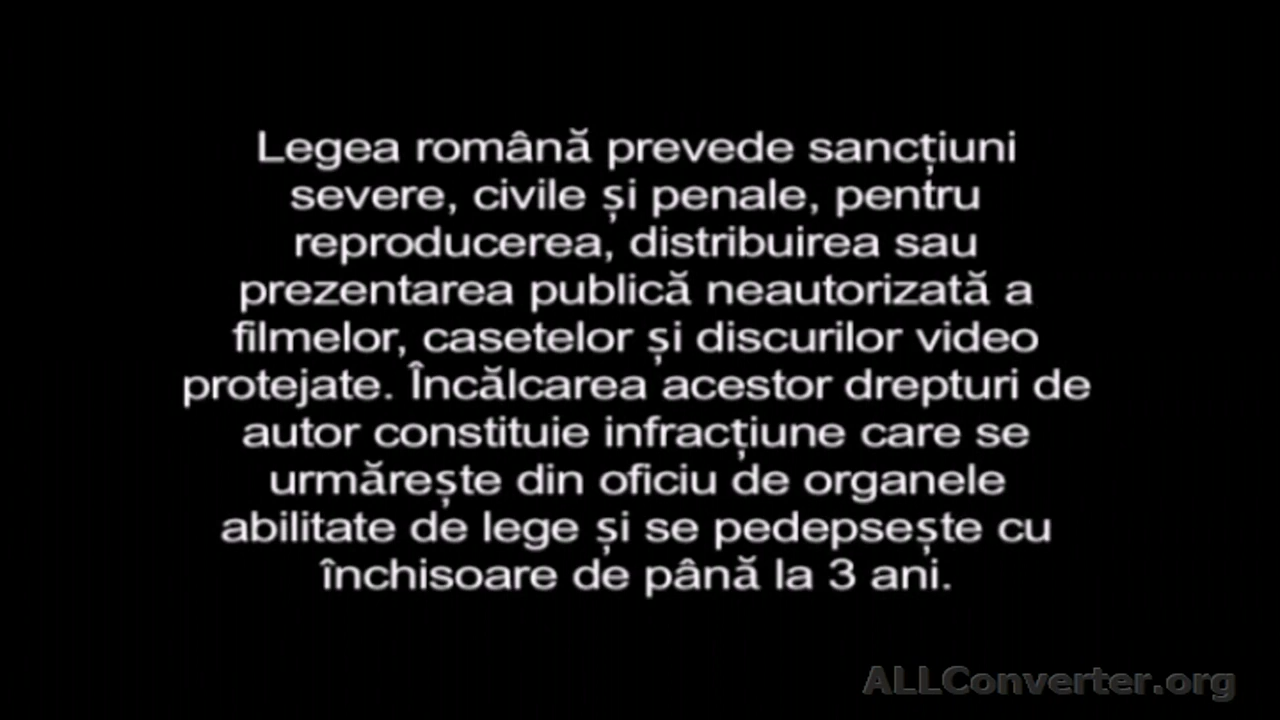 Legea română prevede sancțiuni
severe, civile și penale, pentru
reproducerea, distribuirea sau
prezentarea publică neautorizată a
filmelor, casetelor și discurilor video
protejate. Încălcarea acestor drepturi de
autor constituie infracțiune care se
urmărește din oficiu de organele
abilitate de lege și se pedepsește cu
închisoare de până la 3 ani.
ALLConverter.org